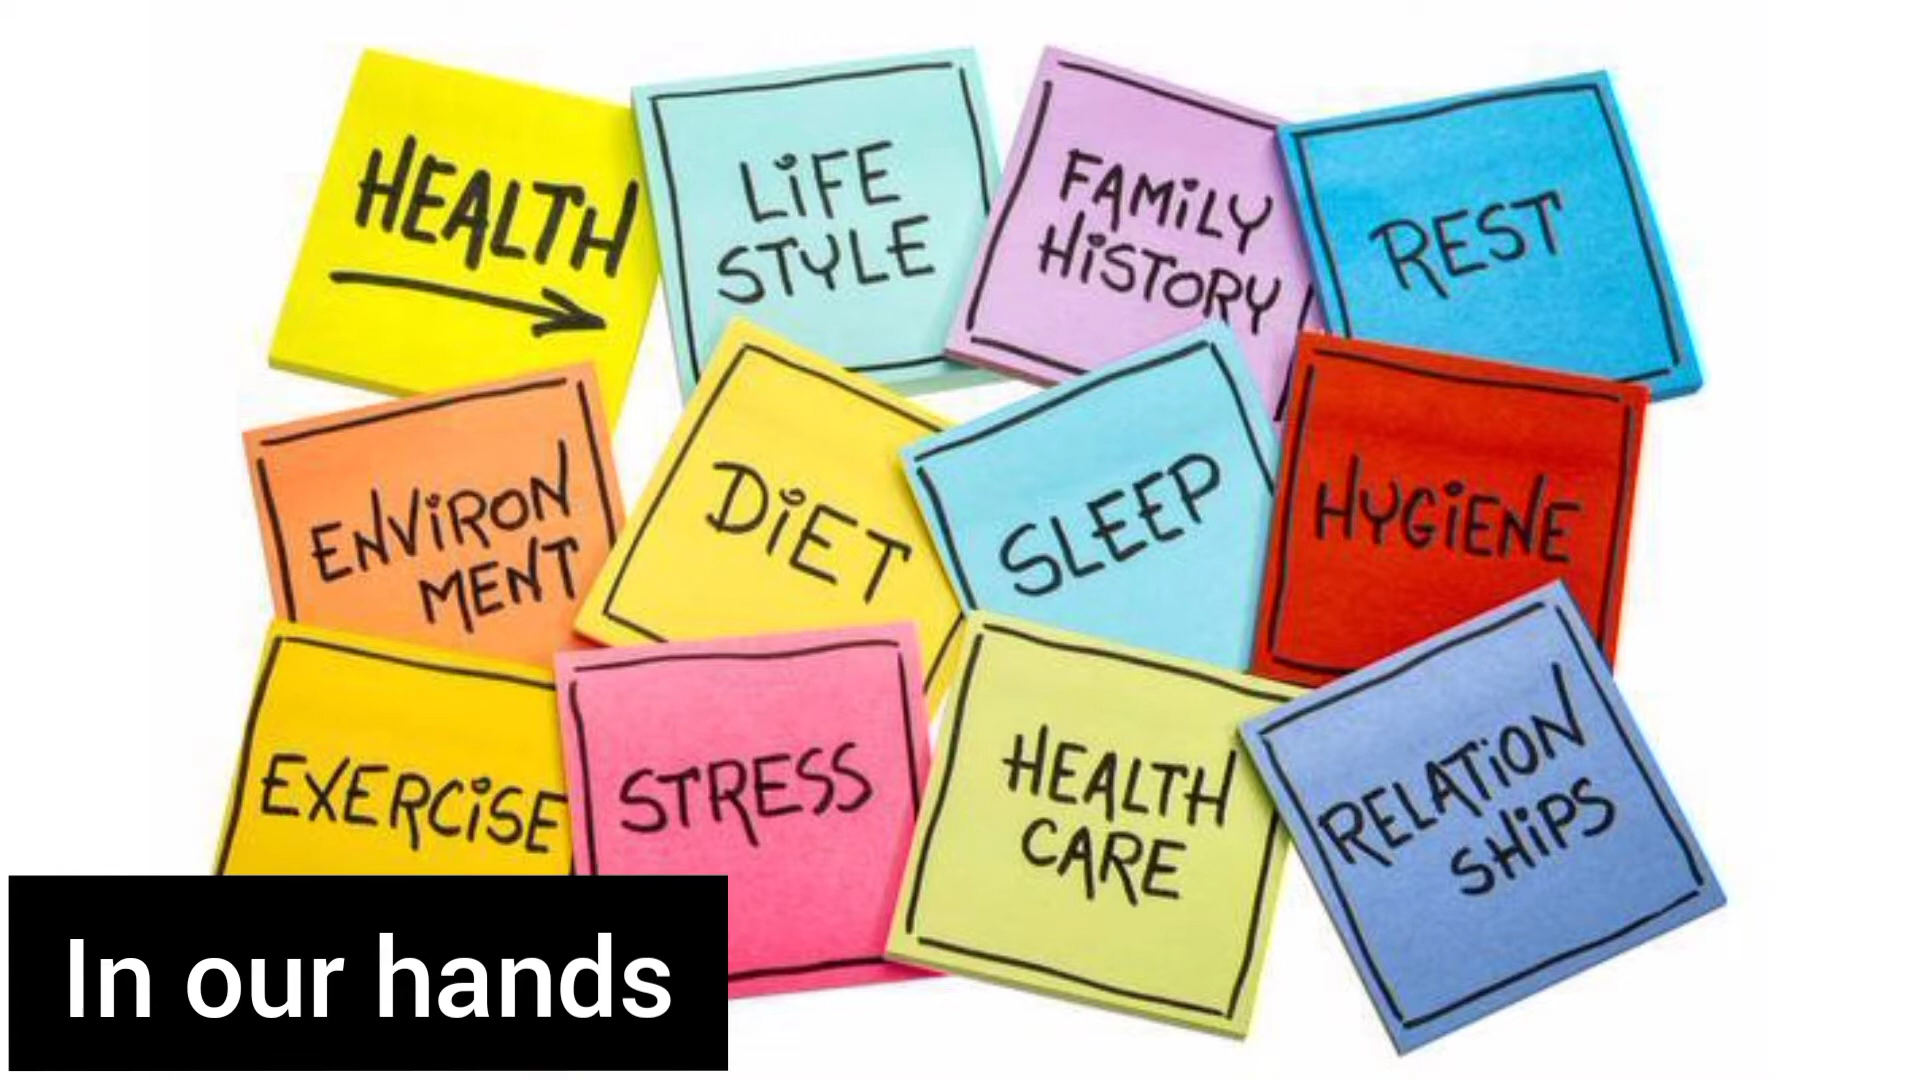 HEALTH
LIFE
STYLE
FAMILY
HISTORY
REST
ENVIRON
MENT
DIET
SLEEP
HYGIENE
EXERCISE
STRESS
HEALTH
CARE
RELATION
SHIPS
In our hands